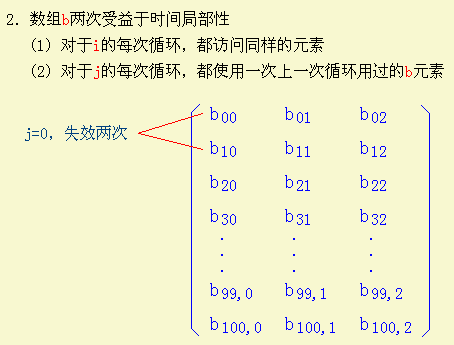 2. 数组b两次受益于时间局部性
(1) 对于i的每次循环，都访问同样的元素
(2) 对于j的每次循环，都使用一次上一次循环用过的b元素
j=0，失效两次
b00 b01 b02
b10 b11 b12
b20 b21 b22
b30 b31 b32
. . .
. . .
. . .
b99,0 b99,1 b99,2
b100,0 b100,1 b100,2